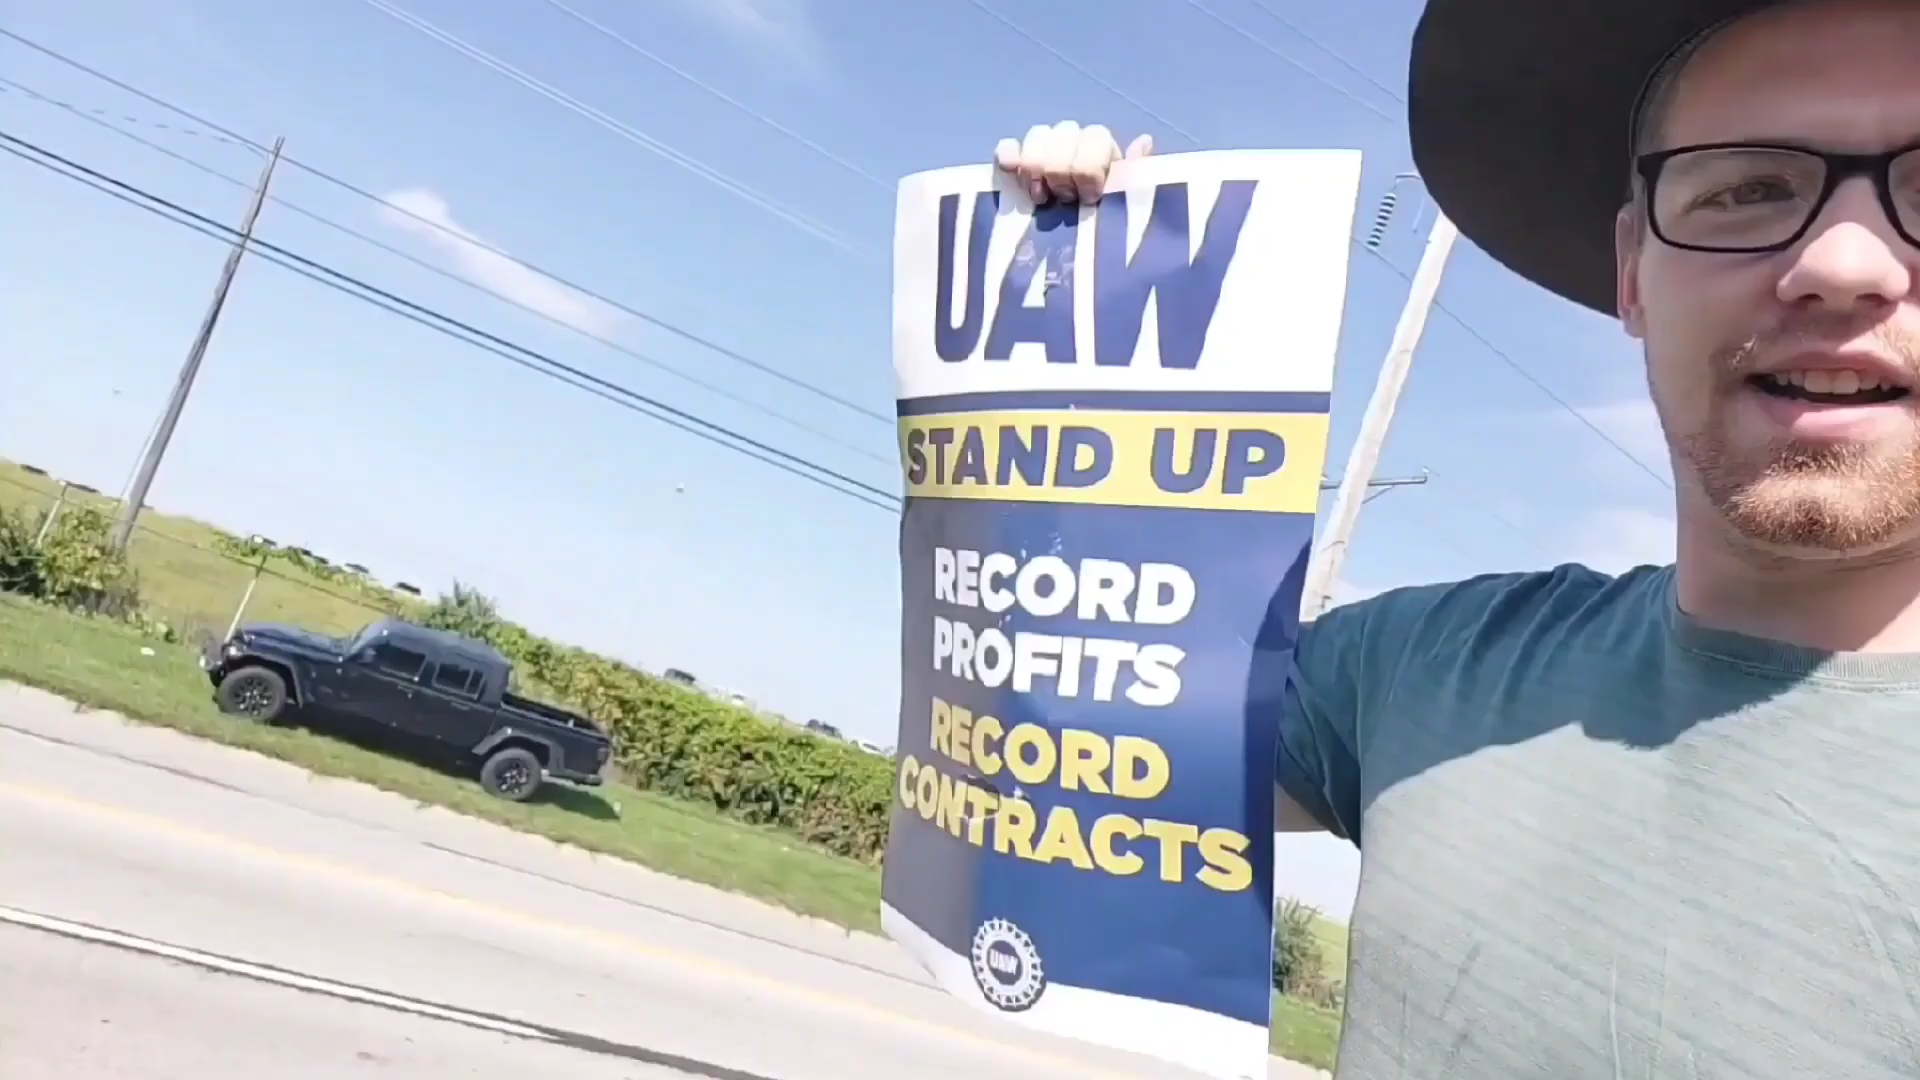 UAW
STAND UP
RECORD
PROFITS
RECORD
CONTRACTS
UAW